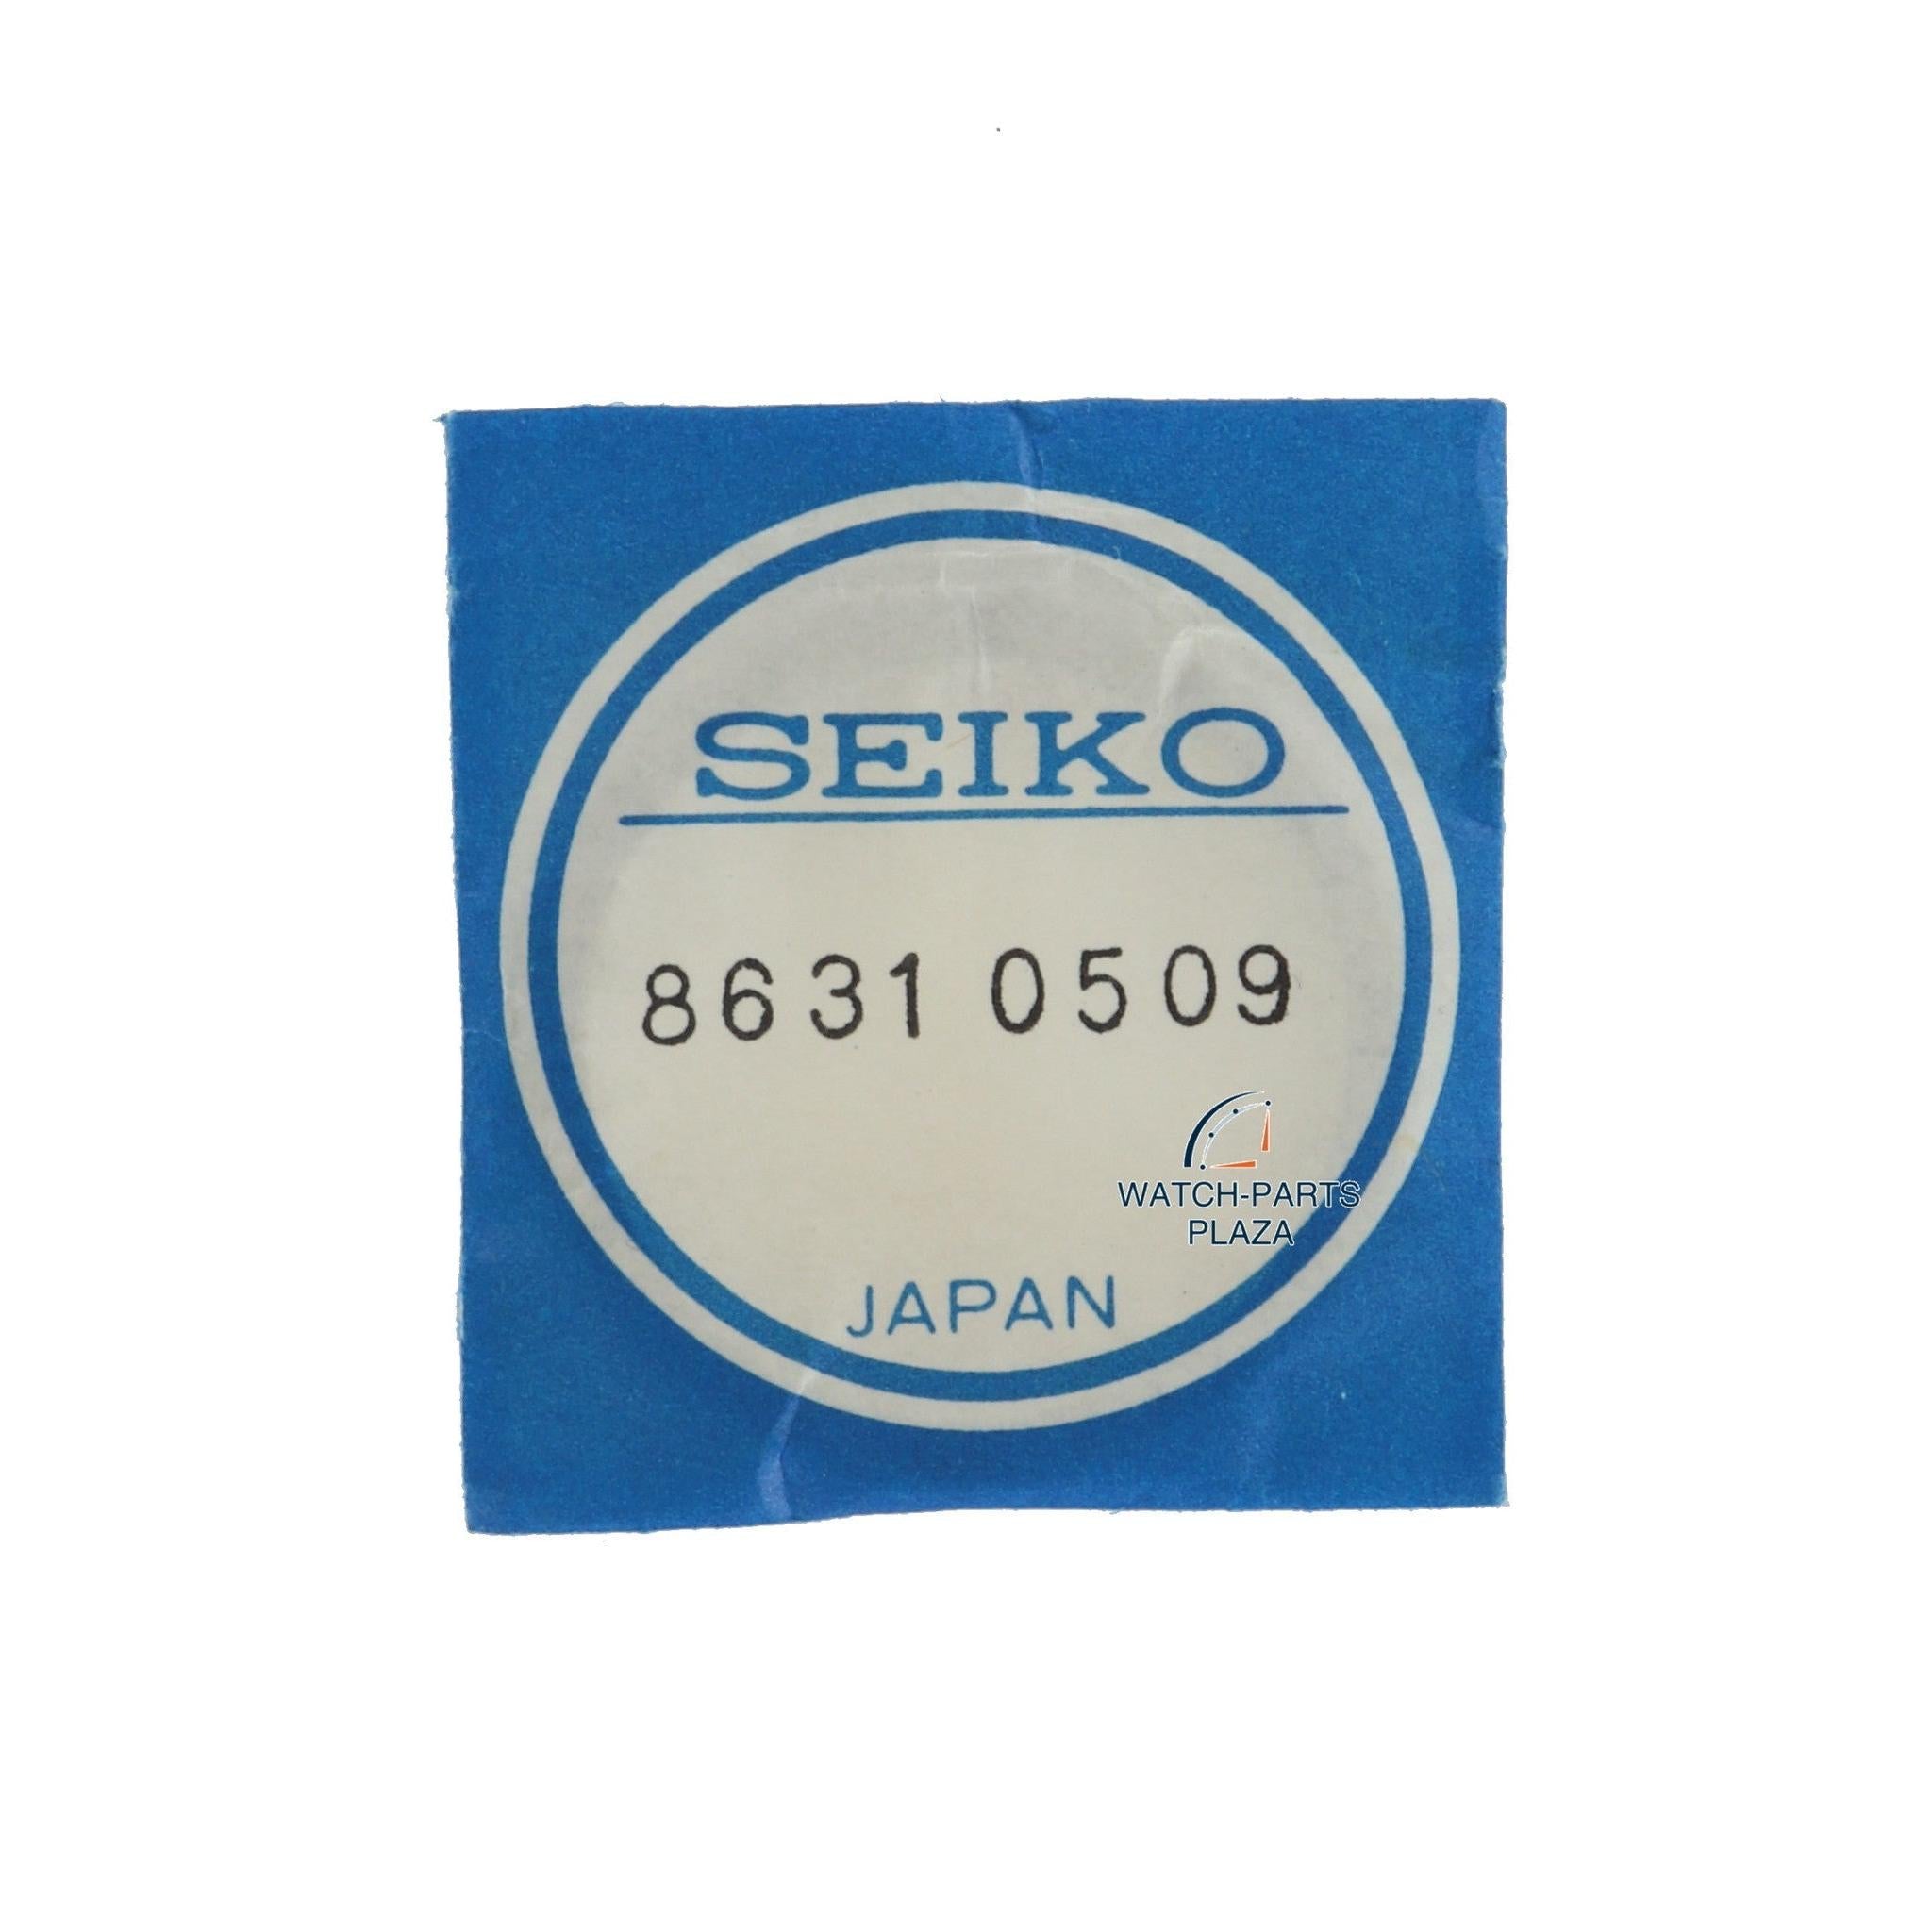 SEIKO
8631 0509
WATCH-PARTS
PLAZA
JAPAN